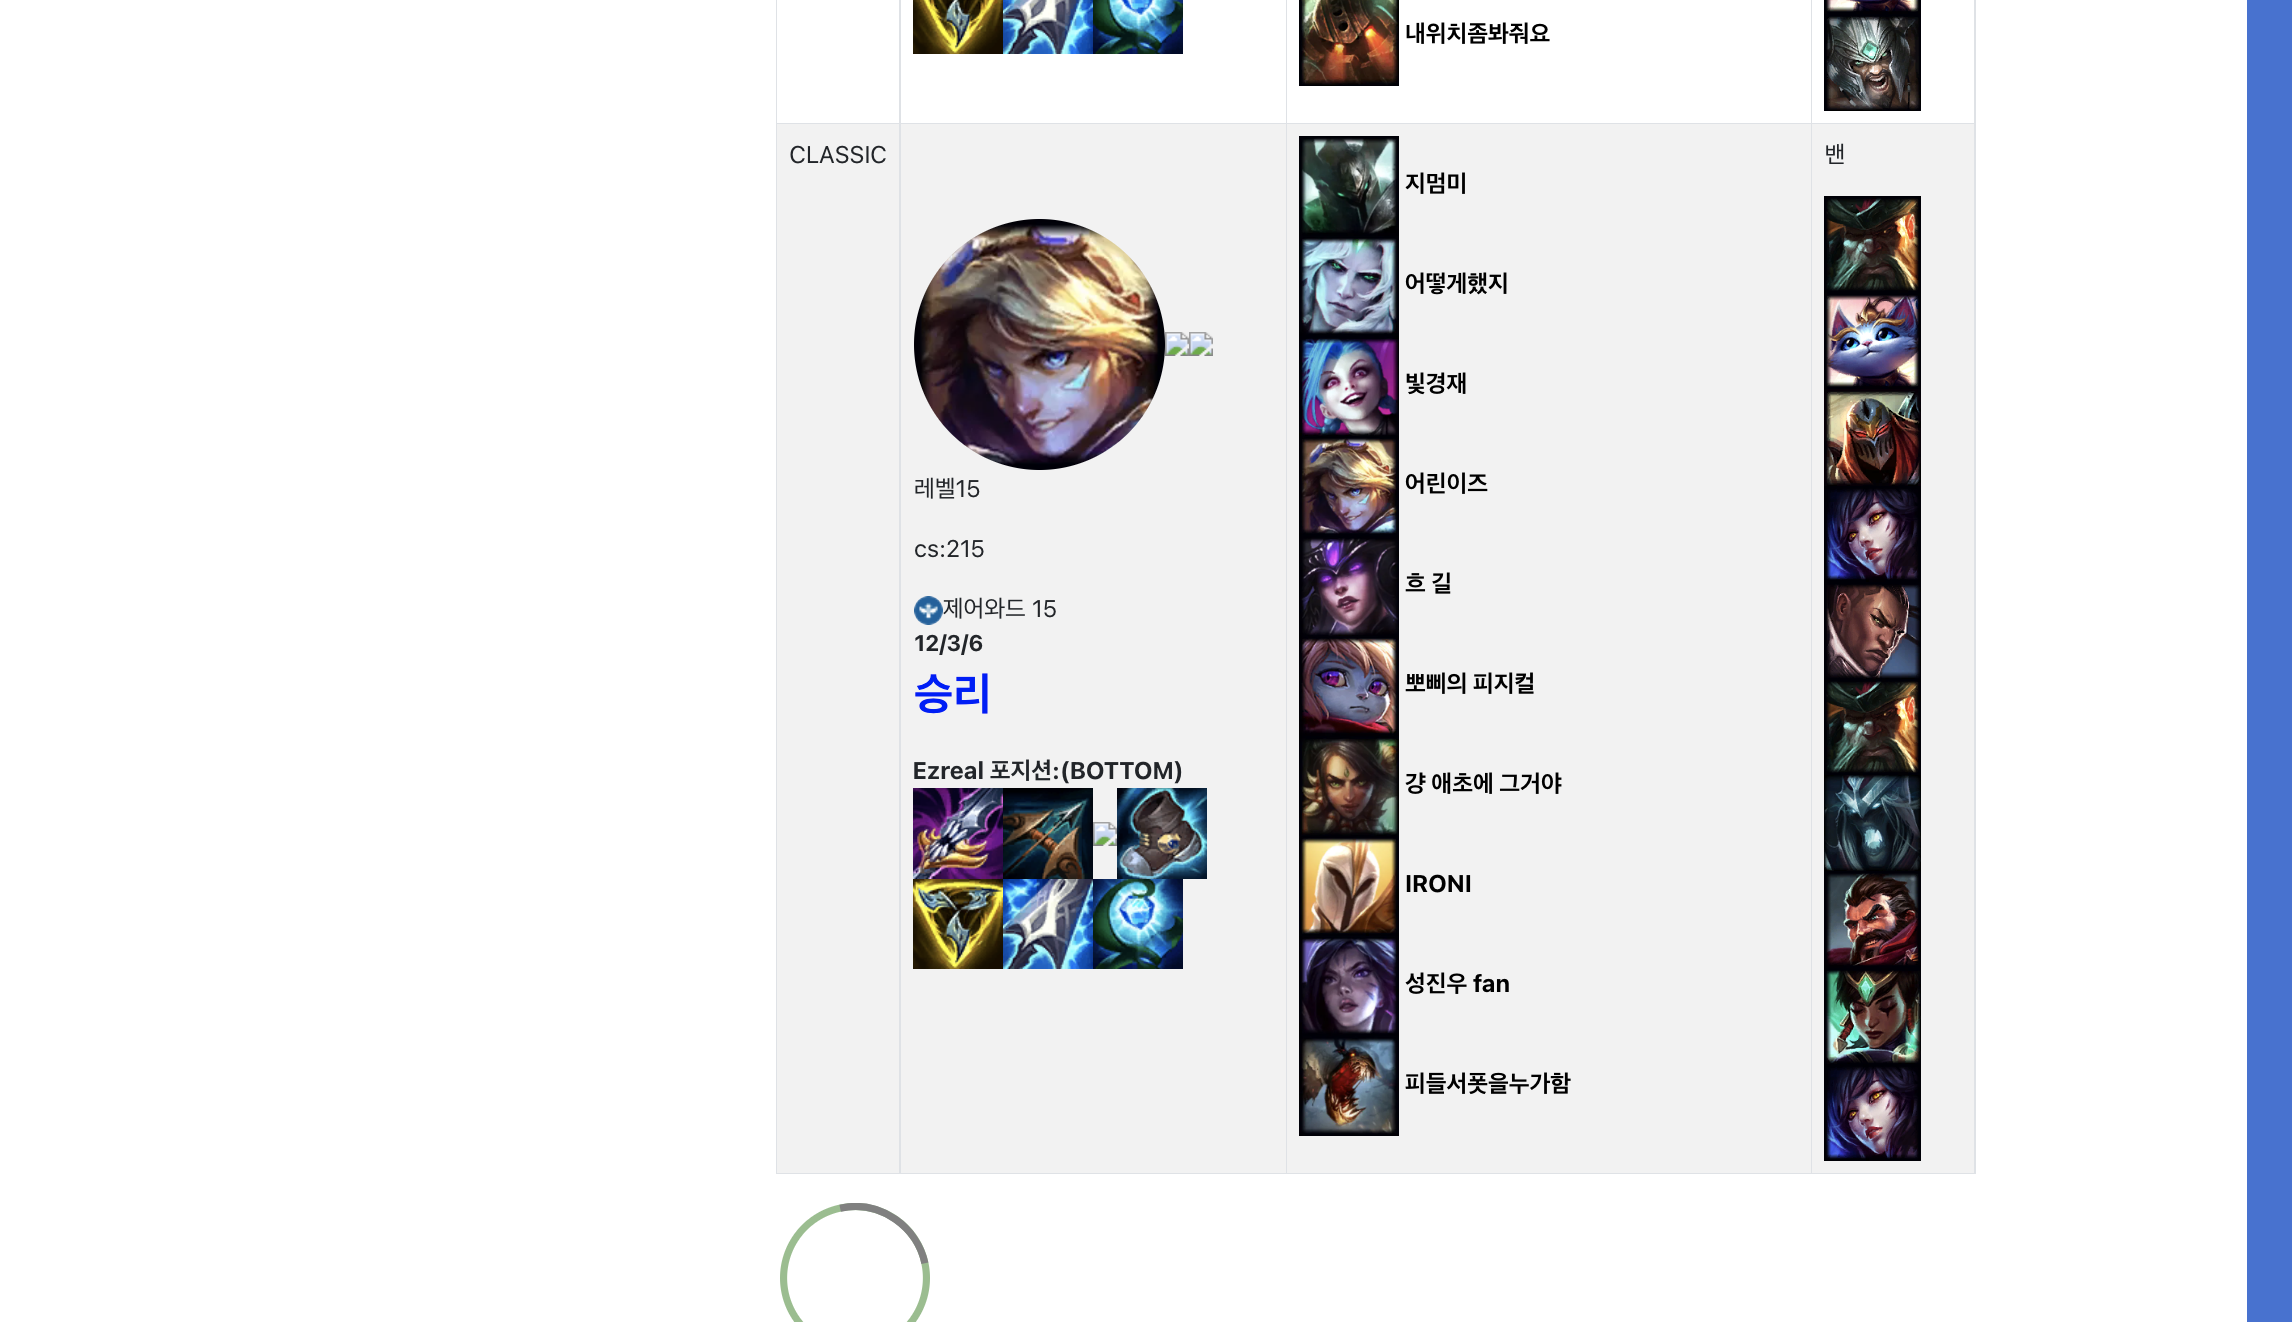 내위치좀봐줘요
CLASSIC
레벨15
cs:215
제어와드 15
12/3/6
승리
Ezreal 포지션:(BOTTOM)
지멈미
어떻게했지
빛경재
어린이즈
흐 길
뽀삐의 피지컬
걍 애초에 그거야
IRONI
성진우 fan
피들서폿을누가함
밴